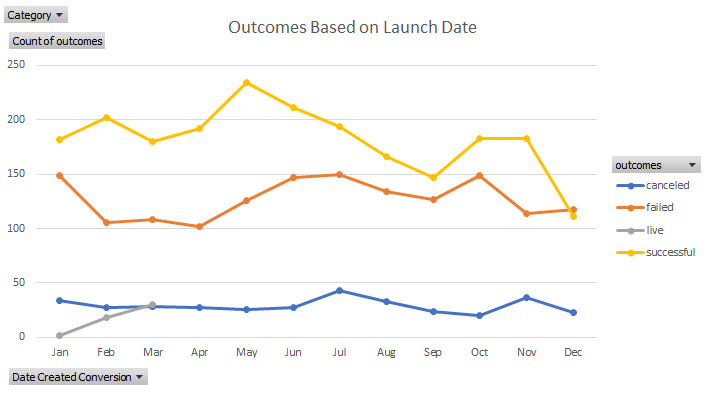 Category
Outcomes Based on Launch Date
Count of outcomes
250
200
150
100
50
0
Jan Feb Mar Apr May Jun Jul Aug Sep Oct Nov Dec
outcomes
canceled
failed
live
successful
Date Created Conversion